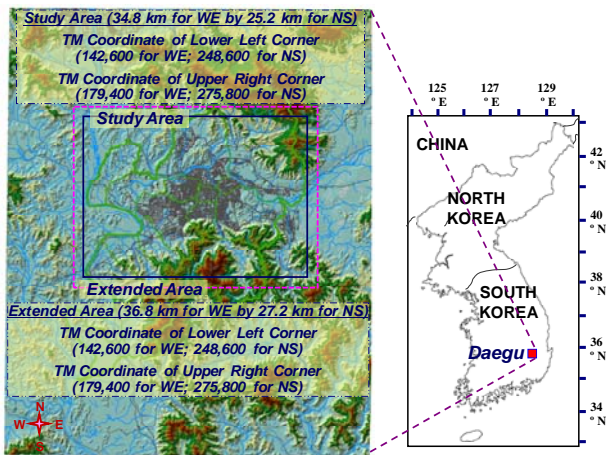 Study Area (34.8 km for WE by 25.2 km for NS)
TM Coordinate of Lower Left Corner
(142,600 for WE; 248,600 for NS)
TM Coordinate of Upper Right Corner
(179,400 for WE; 275,800 for NS)
Study Area
Extended Area
Extended Area (36.8 km for WE by 27.2 km for NS)
TM Coordinate of Lower Left Corner
(142,600 for WE; 248,600 for NS)
TM Coordinate of Upper Right Corner
(179,400 for WE; 275,800 for NS)
N
W E
S
125 127 129
° E ° E ° E
CHINA
NORTH
KOREA
SOUTH
KOREA
Daegu
42
° N
40
° N
38
° N
36
° N
34
° N